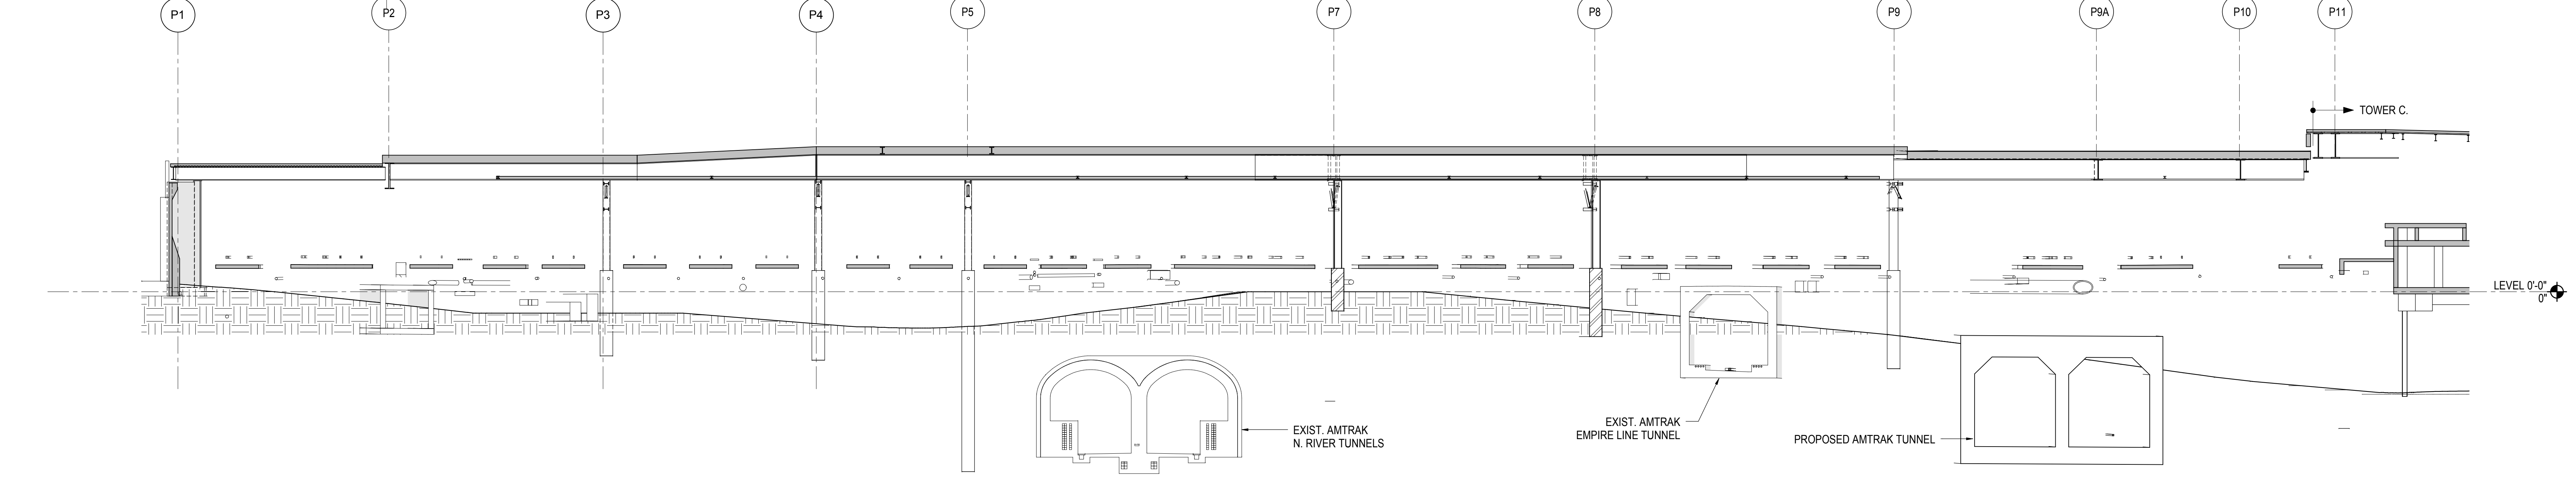 P1
P2
P3
P4
P5
P7
P8
P9
P9A
P10
P11
TOWER C.
LEVEL 0'-0"
0"
EXIST. AMTRAK
N. RIVER TUNNELS
EXIST. AMTRAK
EMPIRE LINE TUNNEL
PROPOSED AMTRAK TUNNEL